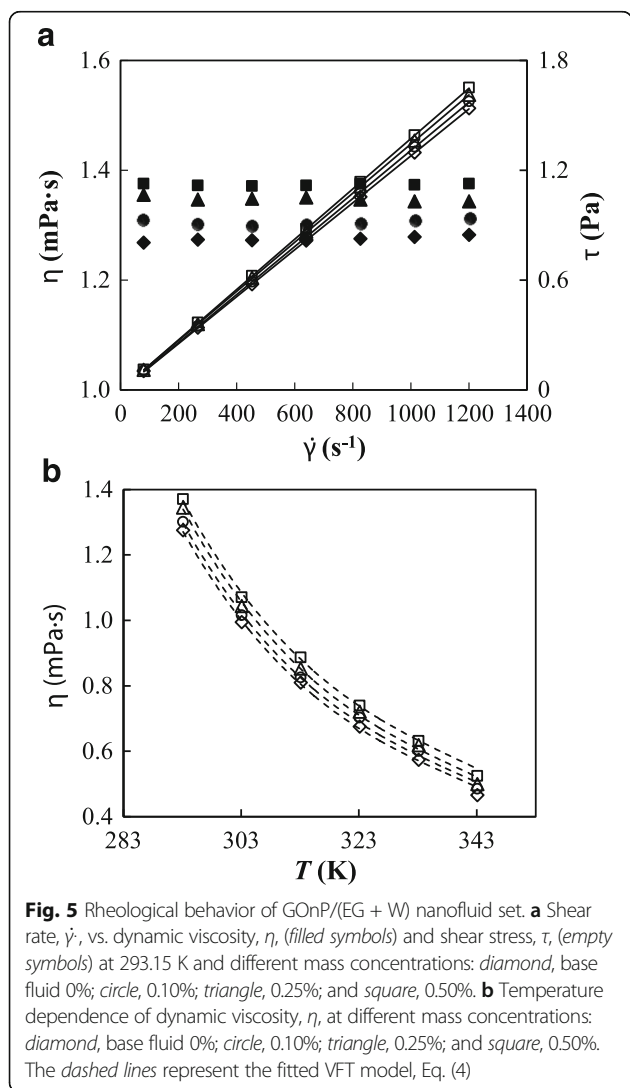 a
1.6
1.4
1.2
1.0
η (mPa·s)
1.8
1.2
0.6
0
τ (Pa)
0 200 400 600 800 1000 1200 1400
γ̇ (s⁻¹)
b
1.4
1.2
1.0
0.8
0.6
0.4
η (mPa·s)
283 303 323 343
T (K)
Fig. 5 Rheological behavior of GOnP/(EG + W) nanofluid set. a Shear
rate, γ̇·, vs. dynamic viscosity, η, (filled symbols) and shear stress, τ, (empty
symbols) at 293.15 K and different mass concentrations: diamond, base
fluid 0%; circle, 0.10%; triangle, 0.25%; and square, 0.50%. b Temperature
dependence of dynamic viscosity, η, at different mass concentrations:
diamond, base fluid 0%; circle, 0.10%; triangle, 0.25%; and square, 0.50%.
The dashed lines represent the fitted VFT model, Eq. (4)